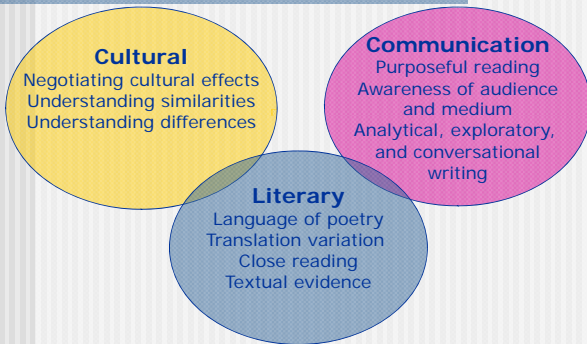 Cultural
Negotiating cultural effects
Understanding similarities
Understanding differences
Communication
Purposeful reading
Awareness of audience
and medium
Analytical, exploratory,
and conversational
writing
Literary
Language of poetry
Translation variation
Close reading
Textual evidence